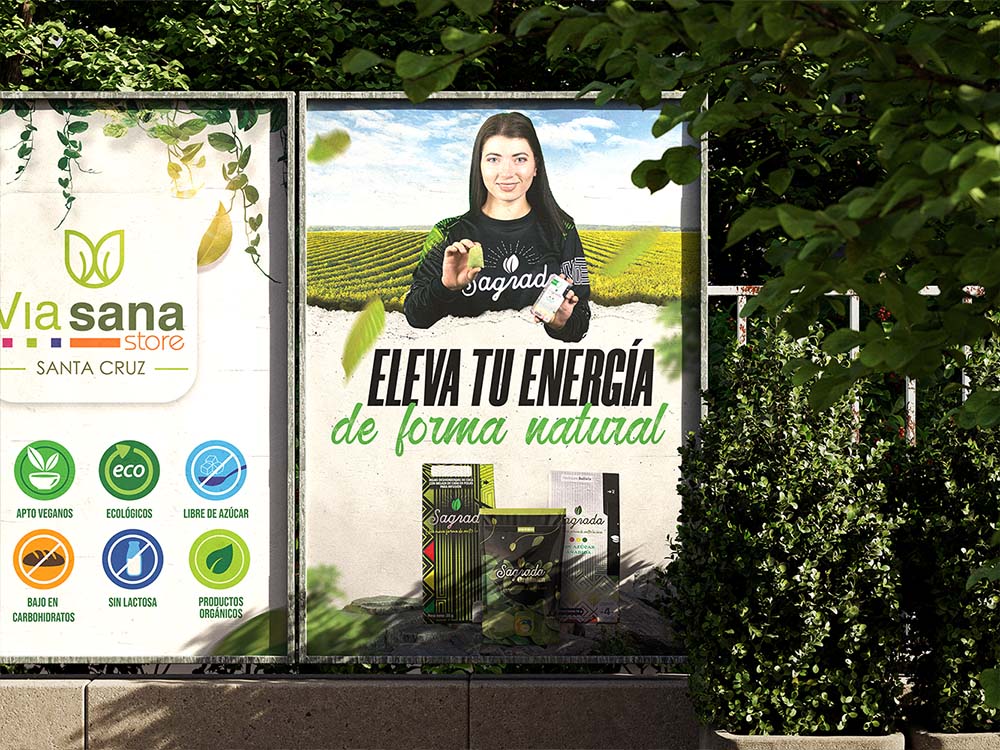 Via sana
store
SANTA CRUZ
APTO VEGANOS
eco
ECOLÓGICOS
LIBRE DE AZÚCAR
BAJO EN
CARBOHIDRATOS
SIN LACTOSA
PRODUCTOS
ORGÁNICOS
Sagrada
ELEVA TU ENERGÍA
de forma natural
Sagrada
Sagrada
Sagrada